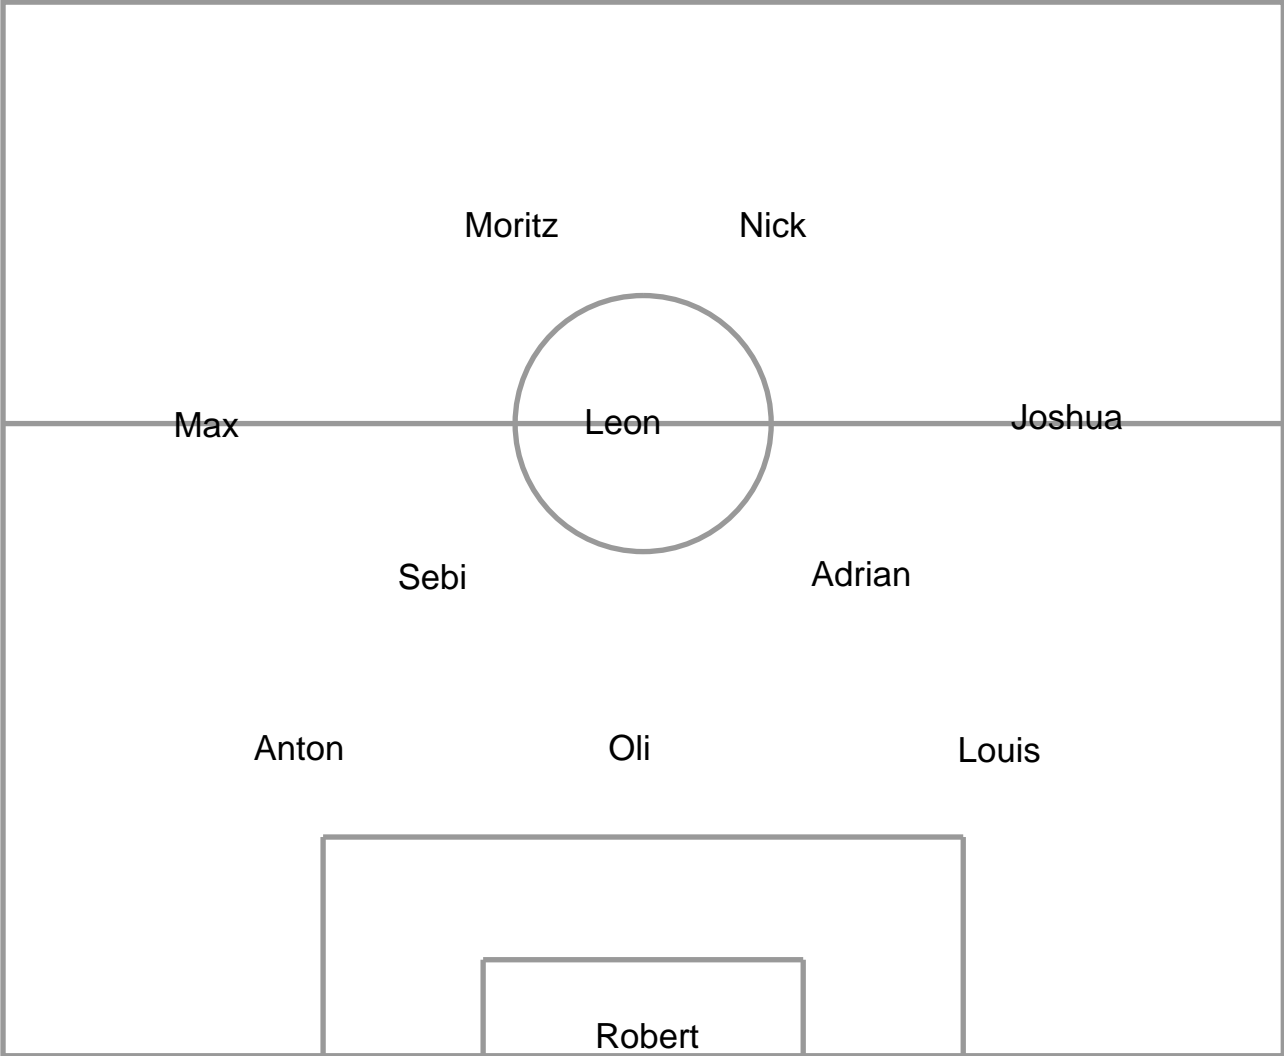 Moritz Nick
Max Leon Joshua
Sebi Adrian
Anton Oli Louis
Robert